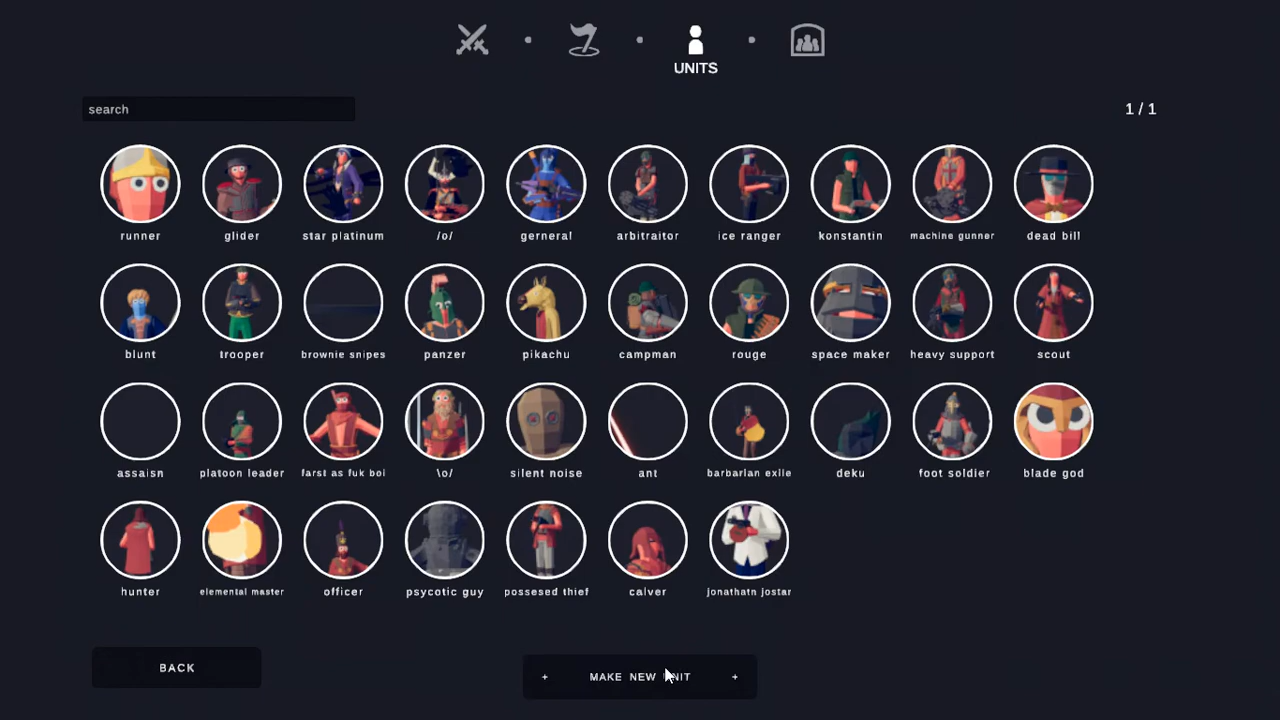 UNITS
search
1 / 1
runner
glider
star platinum
/o/
gerneral
arbitraitor
ice ranger
konstantin
machine gunner
dead bill
blunt
trooper
brownie snipes
panzer
pikachu
campman
rouge
space maker
heavy support
scout
assaisn
platoon leader
farst as fuk boi
\o/
silent noise
ant
barbarian exile
deku
foot soldier
blade god
hunter
elemental master
officer
psycotic guy
possesed thief
calver
jonathatn jostar
BACK
+ MAKE NEW UNIT +